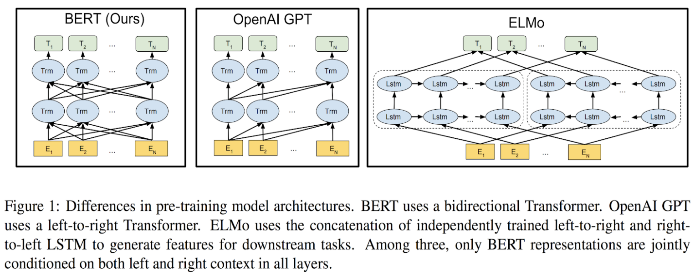 BERT (Ours)
T1 T2 ... TN
Trm Trm ... Trm
Trm Trm ... Trm
E1 E2 ... EN
OpenAI GPT
T1 T2 ... TN
Trm Trm ... Trm
Trm Trm ... Trm
E1 E2 ... EN
ELMo
T1 T2 ... TN
Lstm Lstm ... Lstm Lstm Lstm ... Lstm
Lstm Lstm ... Lstm Lstm Lstm ... Lstm
E1 E2 ... EN
Figure 1: Differences in pre-training model architectures. BERT uses a bidirectional Transformer. OpenAI GPT
uses a left-to-right Transformer. ELMo uses the concatenation of independently trained left-to-right and right-
to-left LSTM to generate features for downstream tasks. Among three, only BERT representations are jointly
conditioned on both left and right context in all layers.